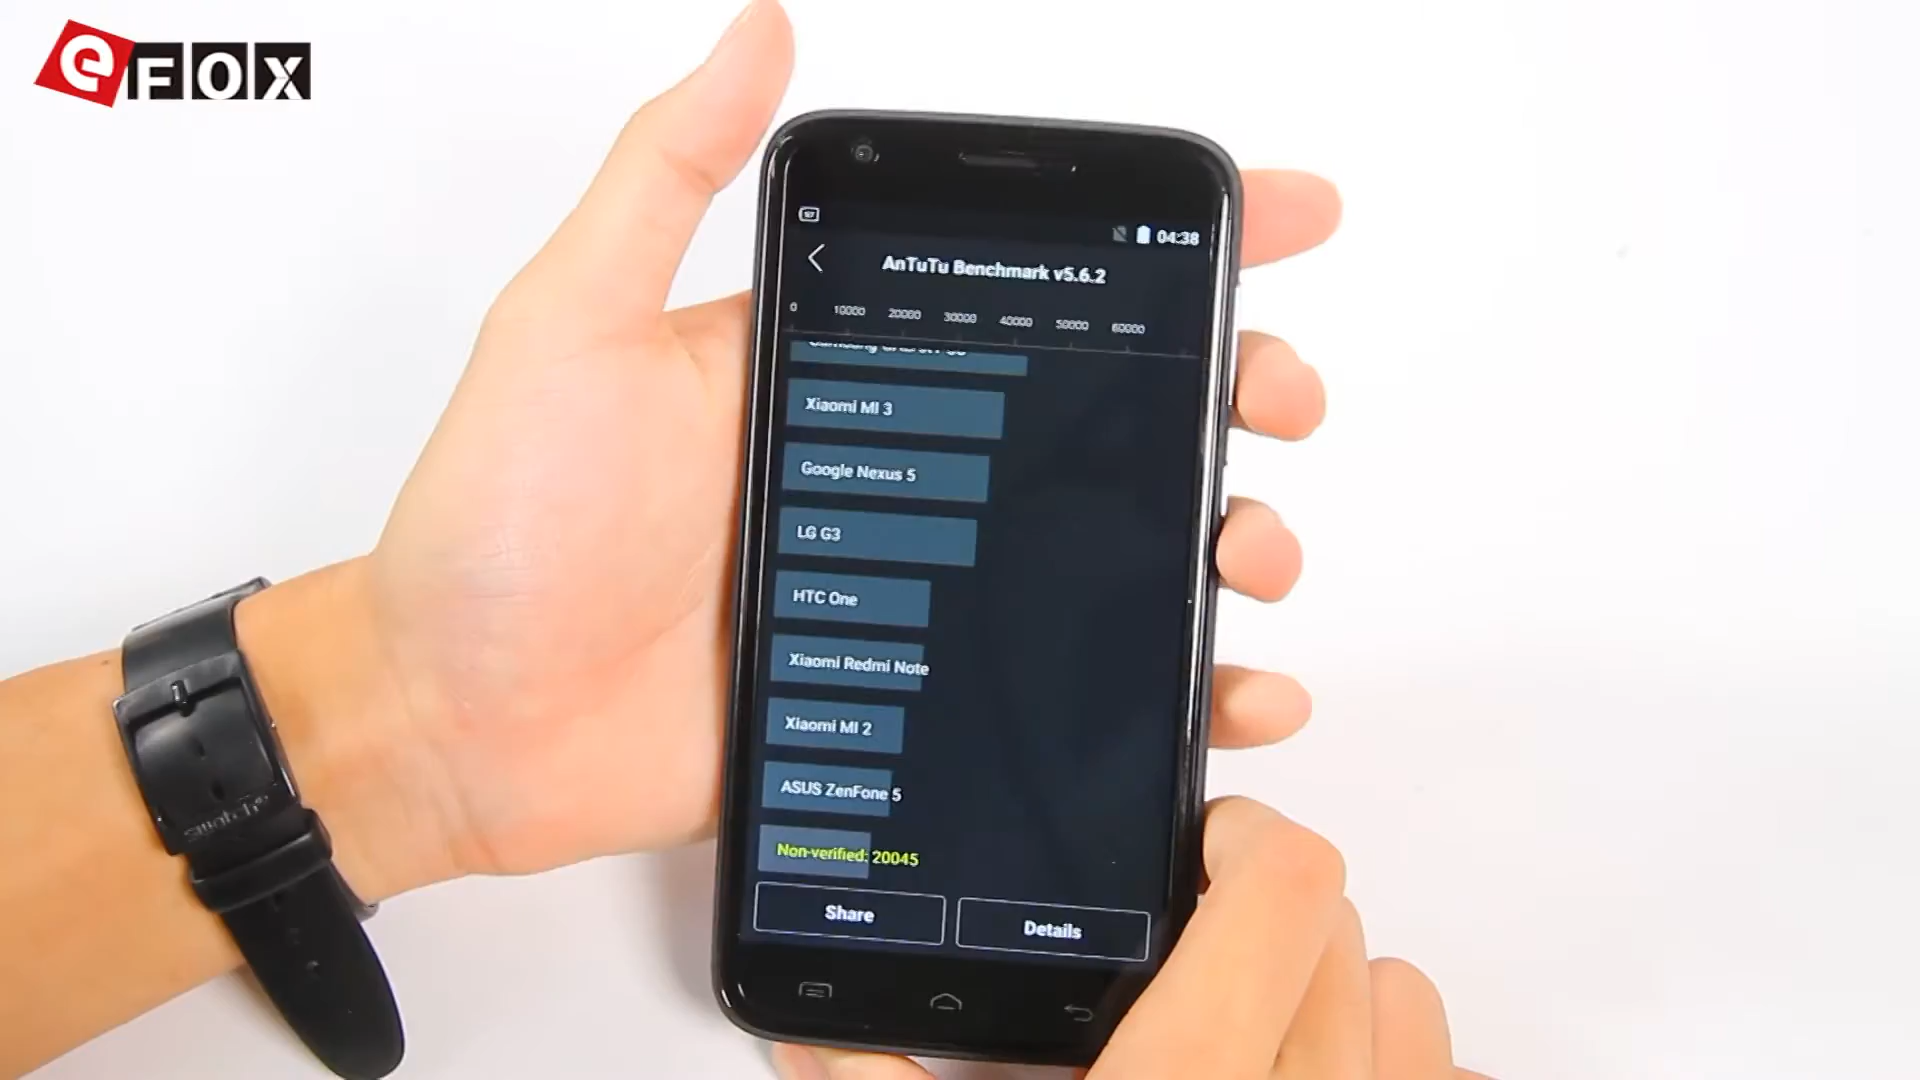 eFOX
04:38
AnTuTu Benchmark v5.6.2
0 10000 20000 30000 40000 50000 60000
Xiaomi MI 3
Google Nexus 5
LG G3
HTC One
Xiaomi Redmi Note
Xiaomi MI 2
ASUS ZenFone 5
Non-verified: 20045
Share Details
swatch